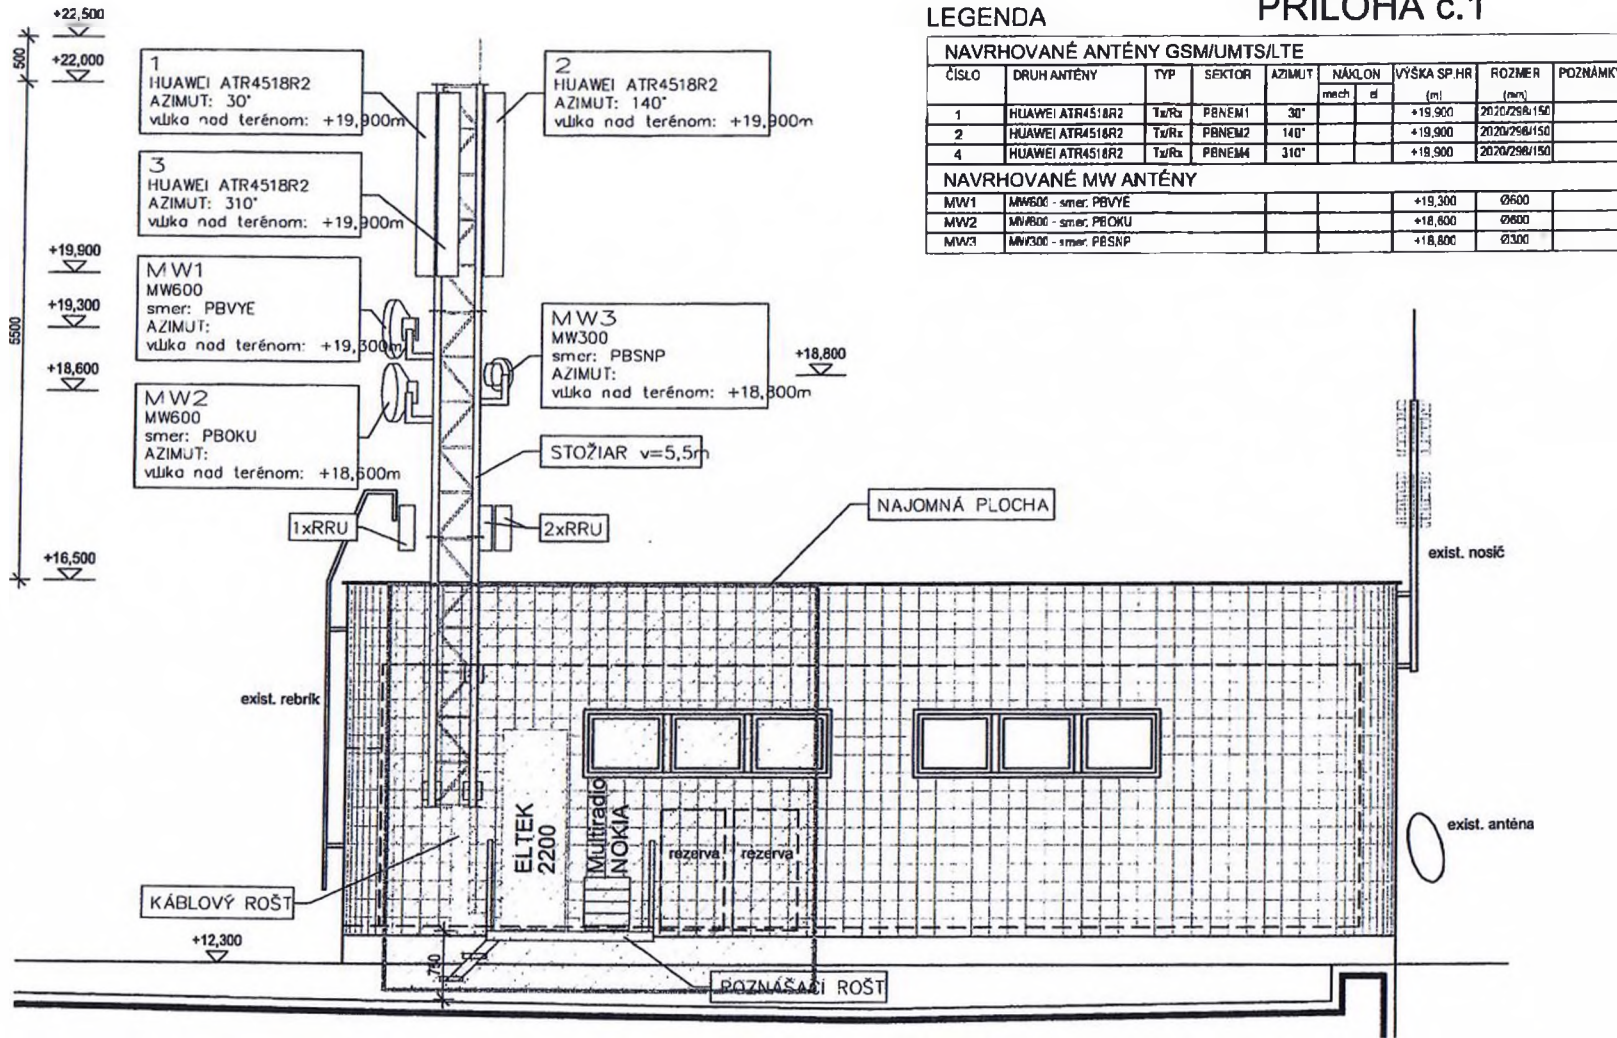 PRÍLOHA č.1
LEGENDA
NAVRHOVANÉ ANTÉNY GSM/UMTS/LTE
ČÍSLO DRUH ANTÉNY TYP SEKTOR AZIMUT NÁKLON VÝŠKA SP.HR ROZMER POZNÁMKY
mech el (m) (mm)
1 HUAWEI ATR4518R2 Tx/Rx PBNEM1 30° +19,900 2020/298/150
2 HUAWEI ATR4518R2 Tx/Rx PBNEM2 140° +19,900 2020/298/150
4 HUAWEI ATR4518R2 Tx/Rx PBNEM4 310° +19,900 2020/298/150
NAVRHOVANÉ MW ANTÉNY
MW1 MW600 - smer: PBVYE +19,300 Ø600
MW2 MW600 - smer: PBOKU +18,600 Ø600
MW3 MW300 - smer: PBSNP +18,800 Ø300
+22,500
500
+22,000
5500
+19,900
+19,300
+18,600
+16,500
1
HUAWEI ATR4518R2
AZIMUT: 30°
nad terénom: +19,900m
2
HUAWEI ATR4518R2
AZIMUT: 140°
nad terénom: +19,900m
3
HUAWEI ATR4518R2
AZIMUT: 310°
nad terénom: +19,900m
MW1
MW600
smer: PBVYE
AZIMUT:
nad terénom: +19,300m
MW2
MW600
smer: PBOKU
AZIMUT:
nad terénom: +18,600m
MW3
MW300
smer: PBSNP
AZIMUT:
nad terénom: +18,800m
+18,800
STOŽIAR v=5,5m
1xRRU
2xRRU
NAJOMNÁ PLOCHA
exist. nosič
exist. rebrík
ELTEK
2200
Multiradio
NOKIA
rezerva
rezerva
exist. anténa
KÁBLOVÝ ROŠT
+12,300
750
ROZNÁŠACÍ ROŠT